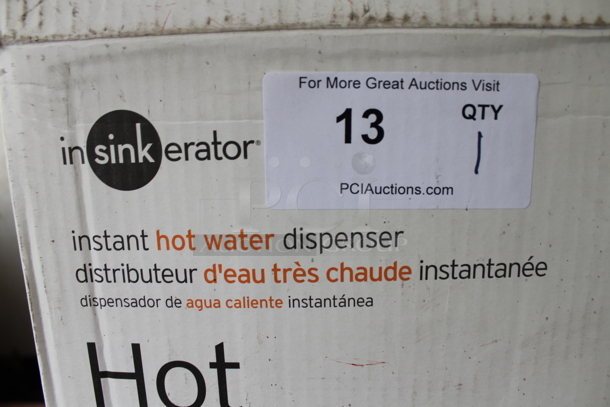 For More Great Auctions Visit
13
QTY
1
PCIAuctions.com
insinkerator
PCI
instant hot water dispenser
distributeur d'eau très chaude instantanée
dispensador de agua caliente instantánea
Hot